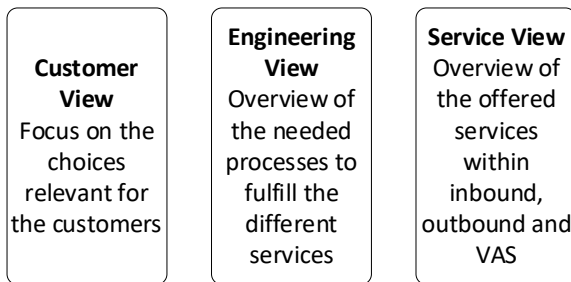 Customer
View
Focus on the
choices
relevant for
the customers
Engineering
View
Overview of
the needed
processes to
fulfill the
different
services
Service View
Overview of
the offered
services
within
inbound,
outbound and
VAS